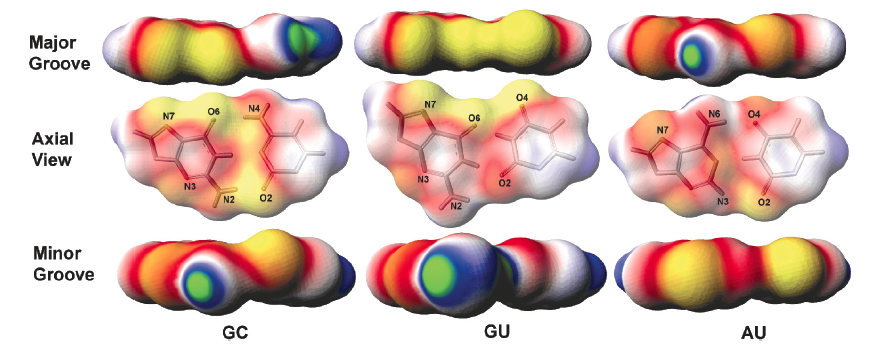 Major
Groove
N7 O6 N4
N3 N2 O2
N7 O6 O4
N3 N2 O2
N7 N6 O4
N3 O2
Axial
View
Minor
Groove
GC GU AU